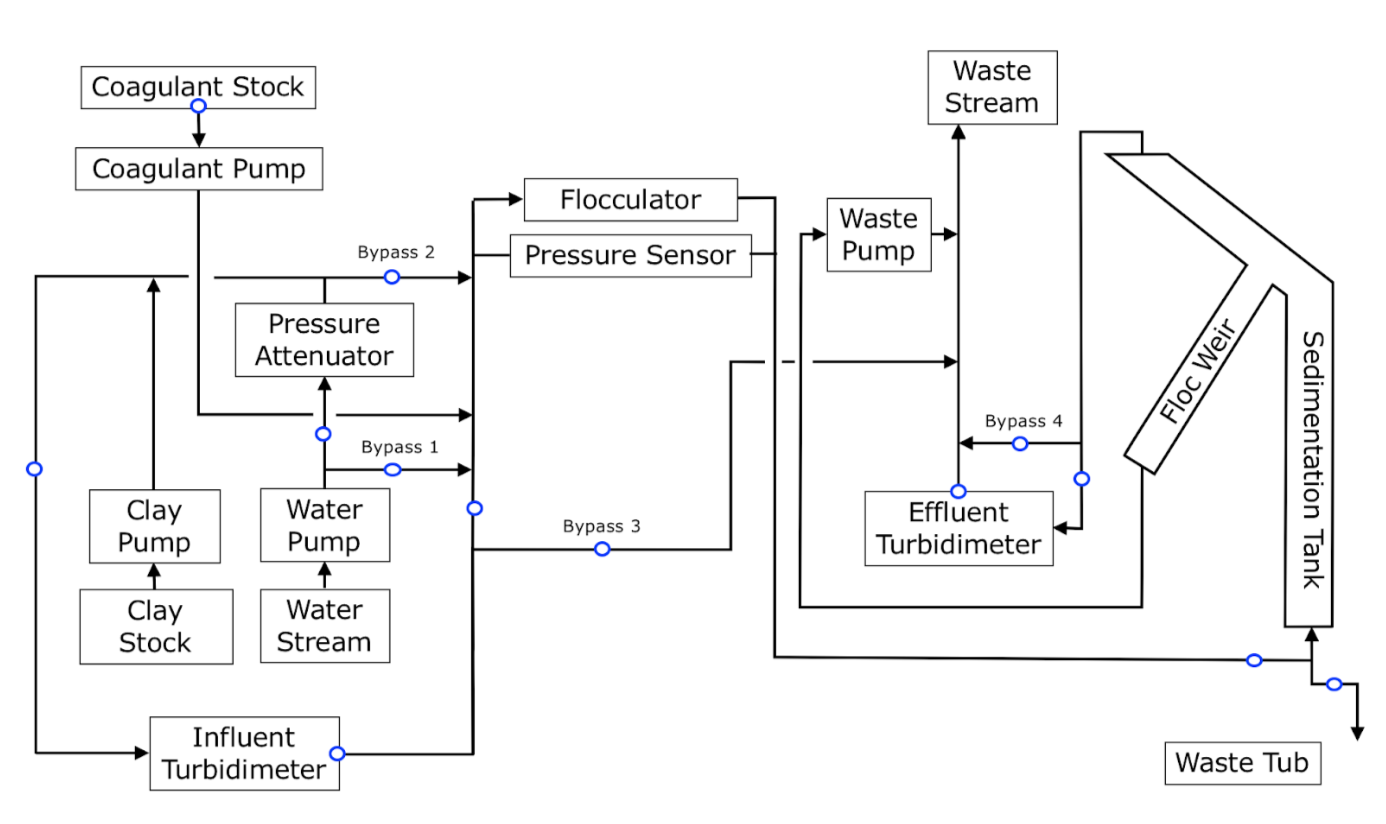 Waste
Stream
Coagulant Stock
Coagulant Pump
Flocculator
Waste
Pump
Bypass 2
Pressure Sensor
Pressure
Attenuator
Floc Weir
Sedimentation Tank
Bypass 4
Bypass 1
Clay
Pump
Water
Pump
Bypass 3
Effluent
Turbidimeter
Clay
Stock
Water
Stream
Influent
Turbidimeter
Waste Tub